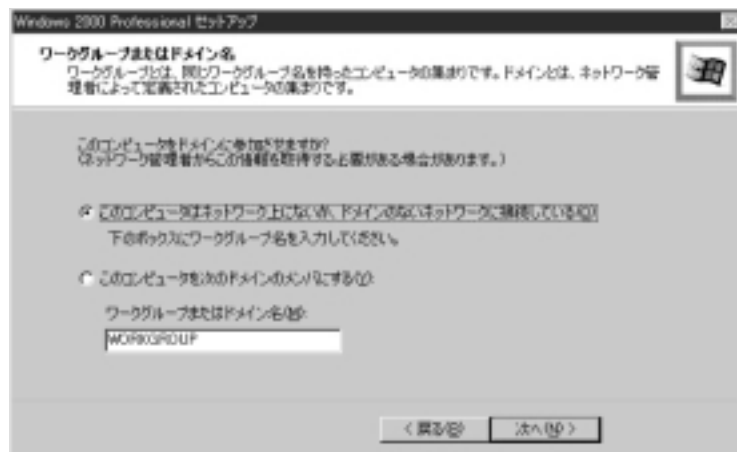 Windows 2000 Professional セットアップ
ワークグループまたはドメイン名
ワークグループとは、同じワークグループ名を持ったコンピュータの集まりです。ドメインとは、ネットワーク管
理者によって定義されたコンピュータの集まりです。
このコンピュータをドメインに参加させますか?
(ネットワーク管理者からこの情報を取得する必要がある場合があります。)
このコンピュータはネットワーク上にないか、ドメインのないネットワークに接続している(O)
下のボックスにワークグループ名を入力してください。
このコンピュータを次のドメインのメンバにする(Y):
ワークグループまたはドメイン名(W):
WORKGROUP
< 戻る(B) 次へ(N) >